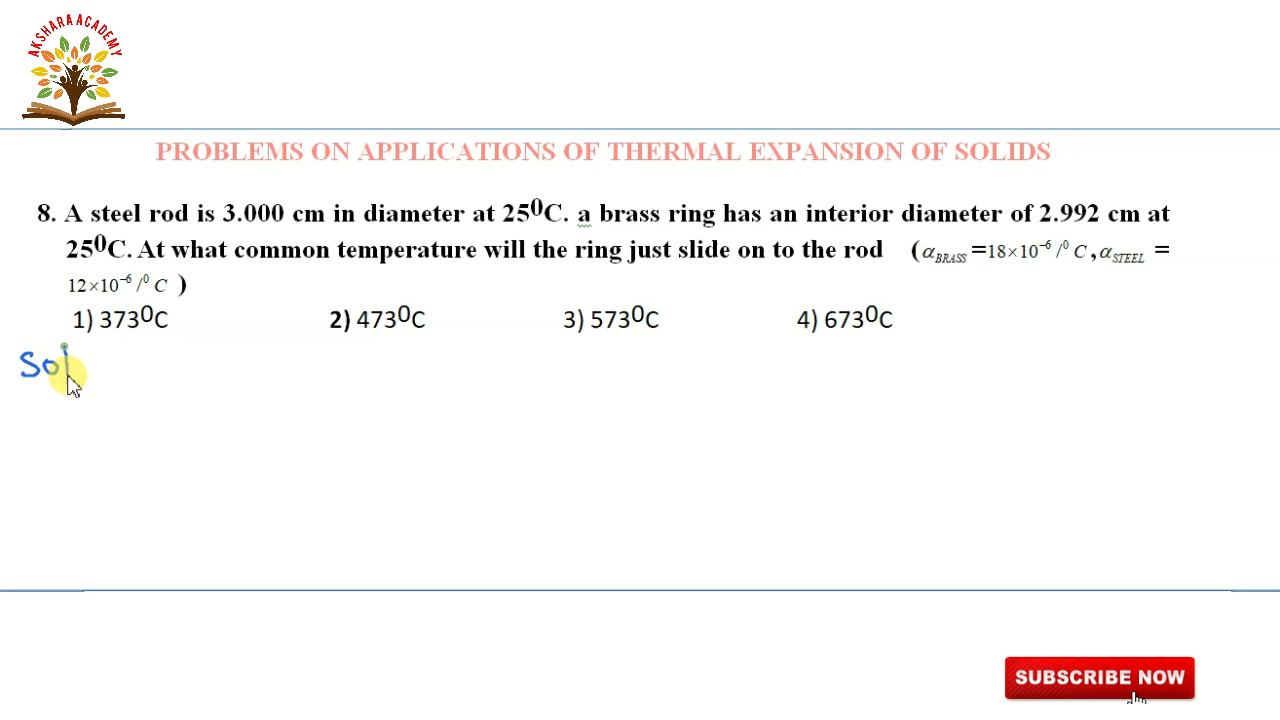 AKSHARA ACADEMY
PROBLEMS ON APPLICATIONS OF THERMAL EXPANSION OF SOLIDS
8. A steel rod is 3.000 cm in diameter at 25⁰C. a brass ring has an interior diameter of 2.992 cm at
25⁰C. At what common temperature will the ring just slide on to the rod (α_BRASS =18×10⁻⁶ /⁰ C , α_STEEL =
12×10⁻⁶ /⁰ C )
1) 373⁰C 2) 473⁰C 3) 573⁰C 4) 673⁰C
Sol
SUBSCRIBE NOW